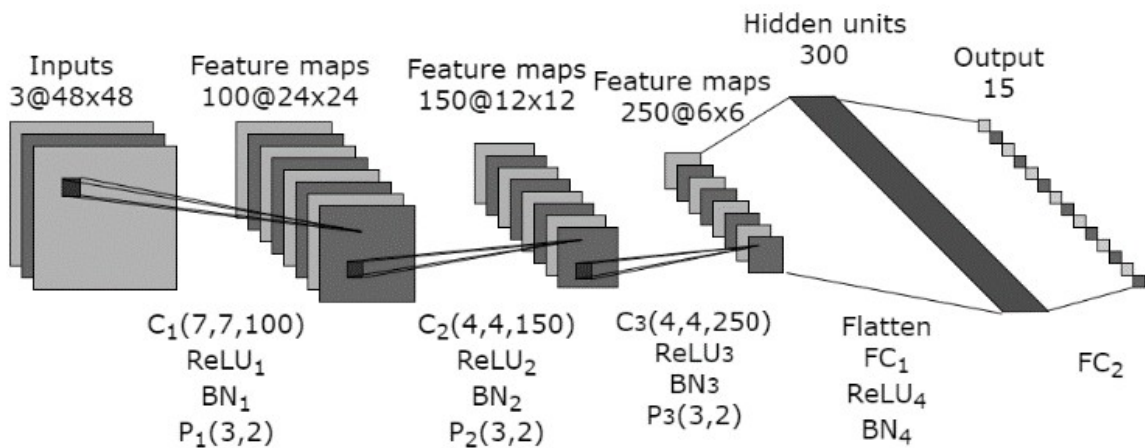 Inputs
3@48x48
Feature maps
100@24x24
Feature maps
150@12x12
Feature maps
250@6x6
Hidden units
300
Output
15
C₁(7,7,100)
ReLU₁
BN₁
P₁(3,2)
C₂(4,4,150)
ReLU₂
BN₂
P₂(3,2)
C₃(4,4,250)
ReLU₃
BN₃
P₃(3,2)
Flatten
FC₁
ReLU₄
BN₄
FC₂